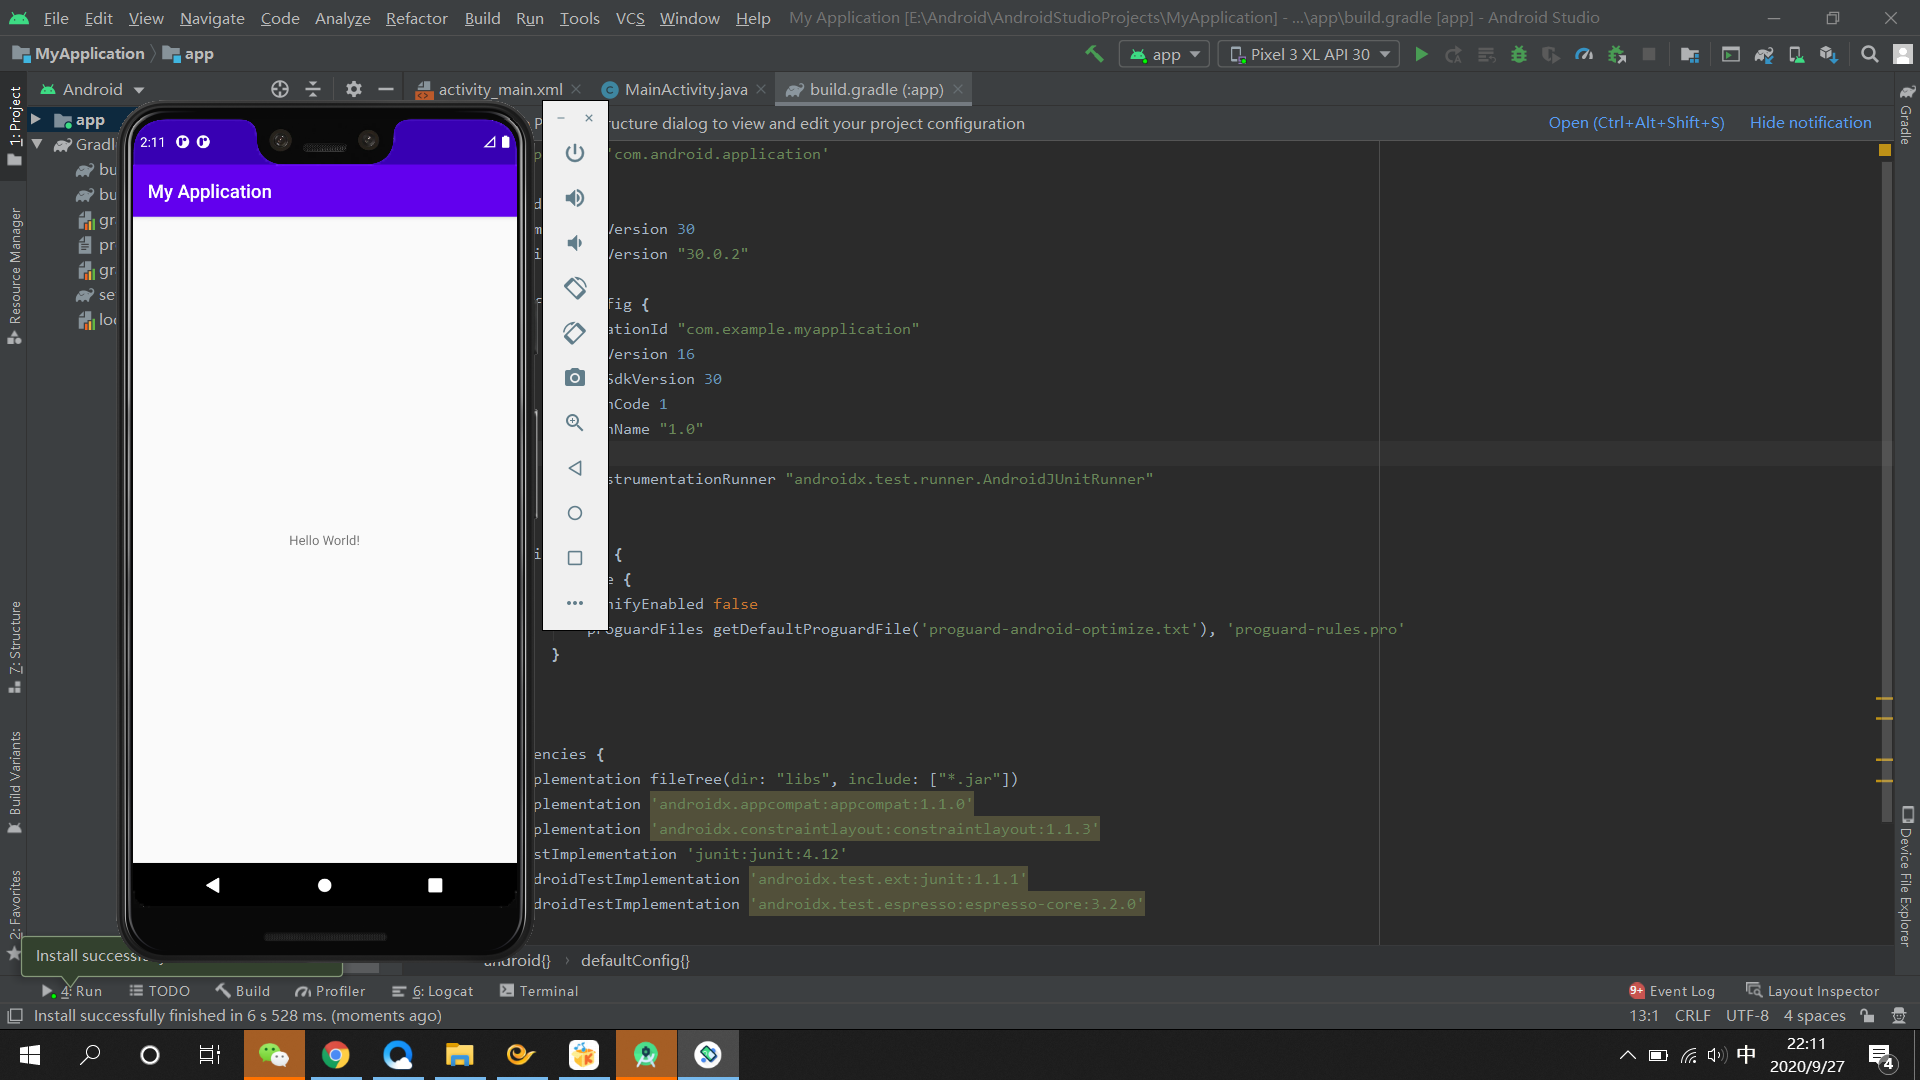 File Edit View Navigate Code Analyze Refactor Build Run Tools VCS Window Help My Application [E:\Android\AndroidStudioProjects\MyApplication] - ...\app\build.gradle [app] - Android Studio
MyApplication app
app Pixel 3 XL API 30
Android
activity_main.xml MainActivity.java build.gradle (:app)
ucture dialog to view and edit your project configuration
Open (Ctrl+Alt+Shift+S) Hide notification
1: Project
Resource Manager
Z: Structure
Build Variants
2: Favorites
app
Gradl
bu
bu
gr
pr
gr
se
loc
2:11
My Application
Hello World!
'com.android.application'
Version 30
Version "30.0.2"
fig {
ationId "com.example.myapplication"
Version 16
SdkVersion 30
nCode 1
nName "1.0"
strumentationRunner "androidx.test.runner.AndroidJUnitRunner"
{
e {
nifyEnabled false
proguardFiles getDefaultProguardFile('proguard-android-optimize.txt'), 'proguard-rules.pro'
}
encies {
plementation fileTree(dir: "libs", include: ["*.jar"])
plementation 'androidx.appcompat:appcompat:1.1.0'
plementation 'androidx.constraintlayout:constraintlayout:1.1.3'
stImplementation 'junit:junit:4.12'
droidTestImplementation 'androidx.test.ext:junit:1.1.1'
droidTestImplementation 'androidx.test.espresso:espresso-core:3.2.0'
Gradle
Device File Explorer
Install success
android{} › defaultConfig{}
4: Run TODO Build Profiler 6: Logcat Terminal
9+ Event Log Layout Inspector
Install successfully finished in 6 s 528 ms. (moments ago)
13:1 CRLF UTF-8 4 spaces
中
22:11
2020/9/27
4